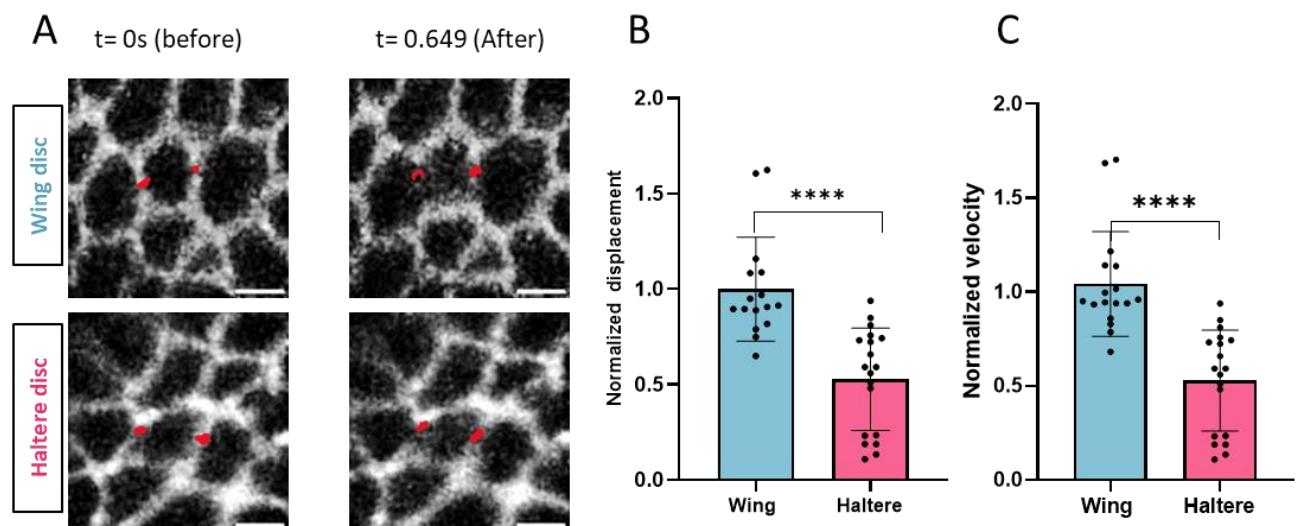 A
t= 0s (before)
t= 0.649 (After)
Wing disc
Haltere disc
B
Normalized displacement
2.0
1.5
1.0
0.5
0.0
****
Wing
Haltere
C
Normalized velocity
2.0
1.5
1.0
0.5
0.0
****
Wing
Haltere